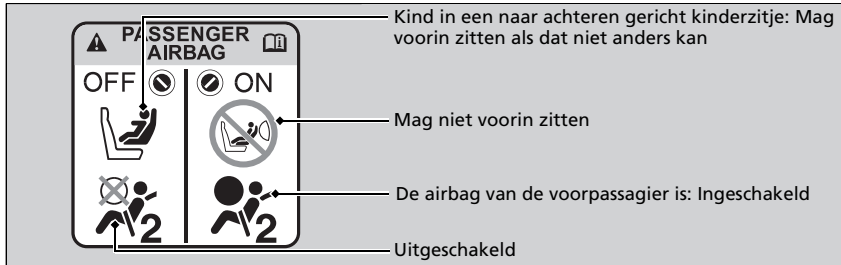 PASSENGER
AIRBAG
OFF
ON
2
2
Kind in een naar achteren gericht kinderzitje: Mag
voorin zitten als dat niet anders kan
Mag niet voorin zitten
De airbag van de voorpassagier is: Ingeschakeld
Uitgeschakeld